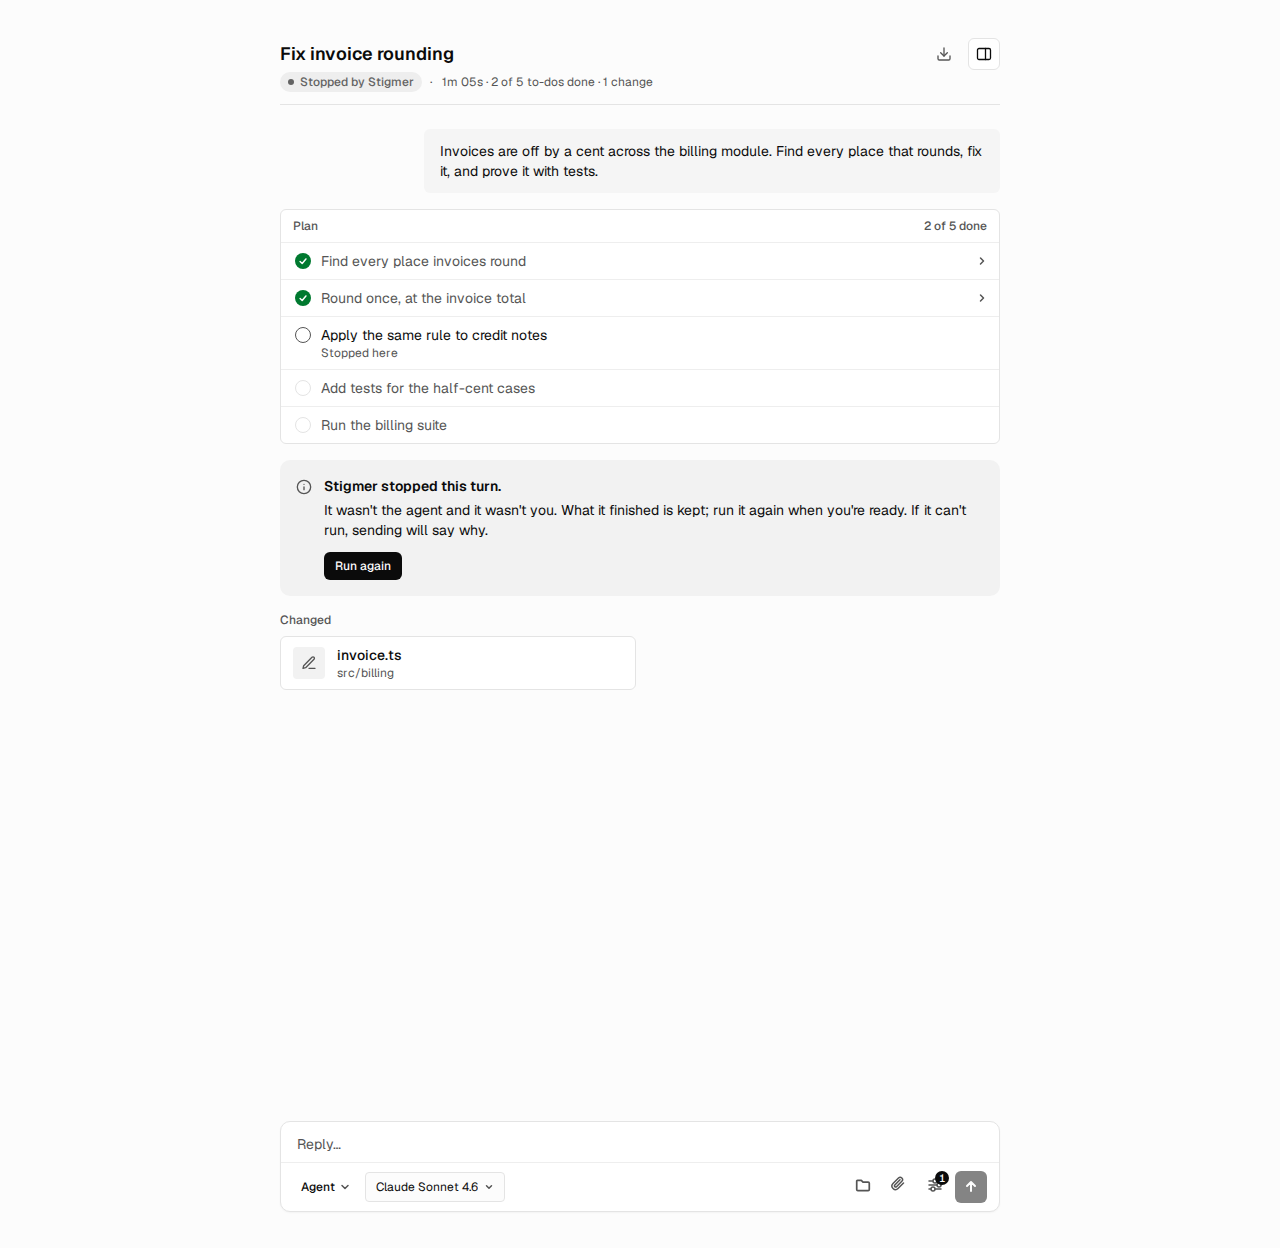 Fix invoice rounding
Stopped by Stigmer · 1m 05s · 2 of 5 to-dos done · 1 change
Invoices are off by a cent across the billing module. Find every place that rounds, fix
it, and prove it with tests.
Plan
2 of 5 done
Find every place invoices round
Round once, at the invoice total
Apply the same rule to credit notes
Stopped here
Add tests for the half-cent cases
Run the billing suite
Stigmer stopped this turn.
It wasn't the agent and it wasn't you. What it finished is kept; run it again when you're ready. If it can't
run, sending will say why.
Run again
Changed
invoice.ts
src/billing
Reply…
Agent
Claude Sonnet 4.6
1